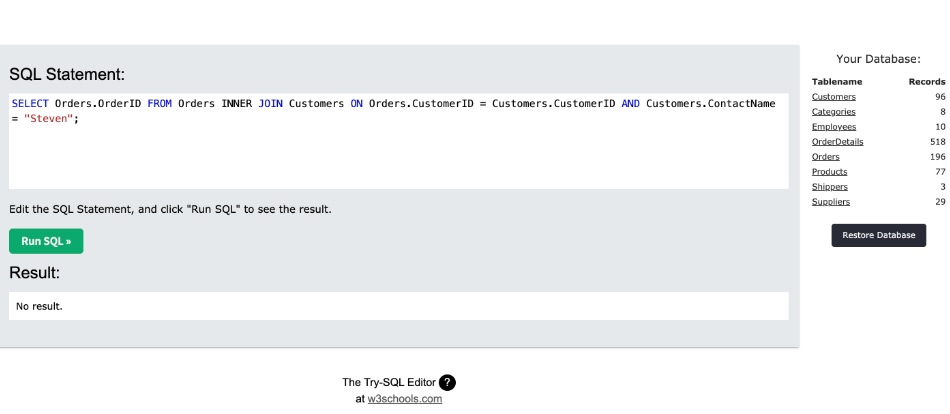 SQL Statement:
SELECT Orders.OrderID FROM Orders INNER JOIN Customers ON Orders.CustomerID = Customers.CustomerID AND Customers.ContactName
= "Steven";
Edit the SQL Statement, and click "Run SQL" to see the result.
Run SQL »
Result:
No result.
The Try-SQL Editor ?
at w3schools.com
Your Database:
Tablename Records
Customers 96
Categories 8
Employees 10
OrderDetails 518
Orders 196
Products 77
Shippers 3
Suppliers 29
Restore Database